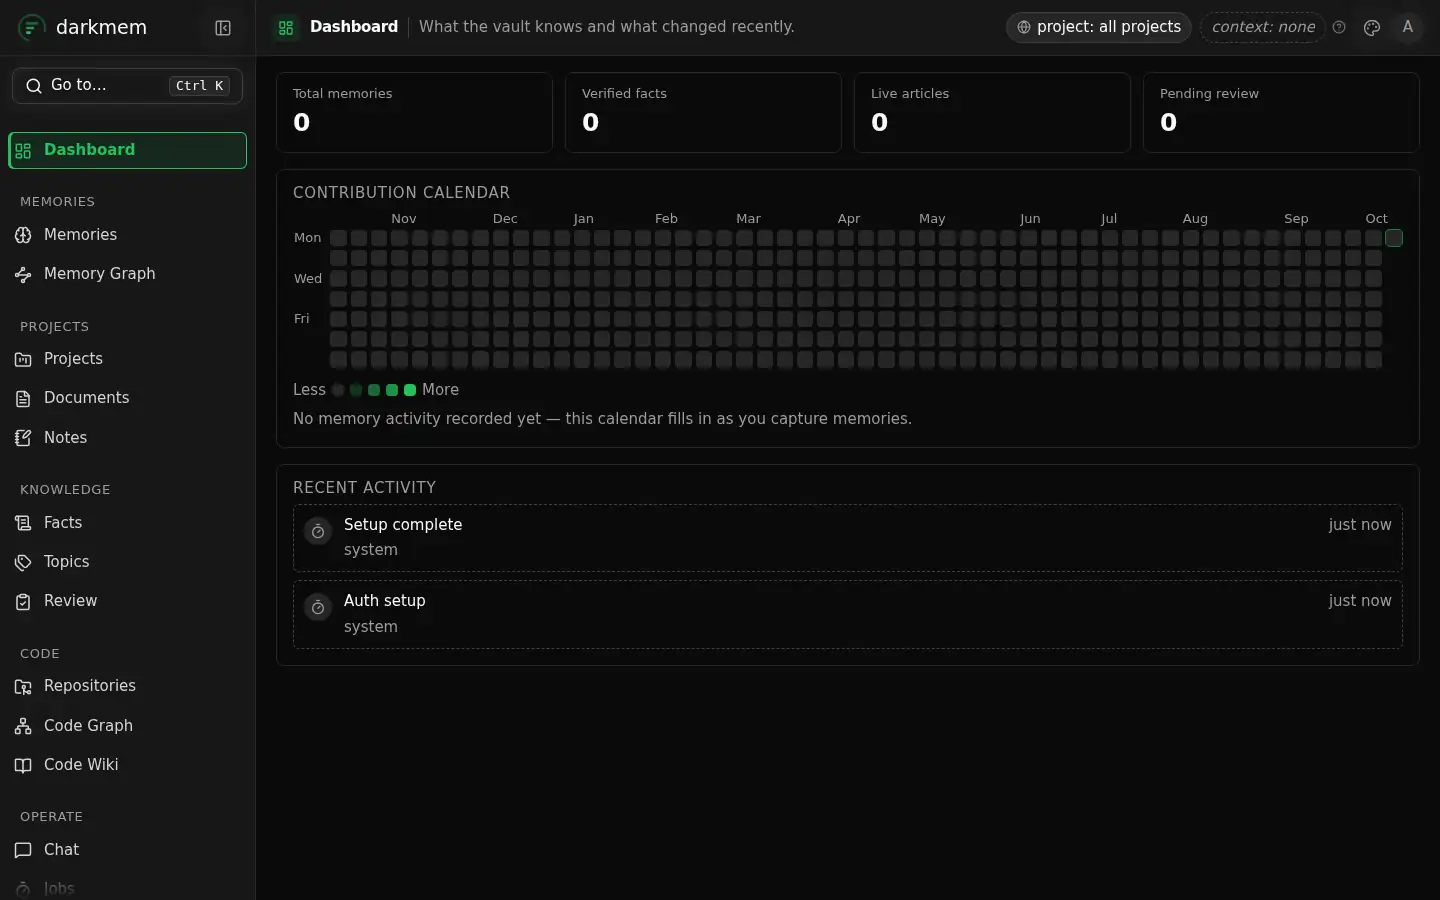 darkmem
Go to...
Ctrl K
Dashboard
MEMORIES
Memories
Memory Graph
PROJECTS
Projects
Documents
Notes
KNOWLEDGE
Facts
Topics
Review
CODE
Repositories
Code Graph
Code Wiki
OPERATE
Chat
Jobs
Dashboard
What the vault knows and what changed recently.
project: all projects
context: none
A
Total memories
0
Verified facts
0
Live articles
0
Pending review
0
CONTRIBUTION CALENDAR
Nov Dec Jan Feb Mar Apr May Jun Jul Aug Sep Oct
Mon
Wed
Fri
Less More
No memory activity recorded yet — this calendar fills in as you capture memories.
RECENT ACTIVITY
Setup complete
just now
system
Auth setup
just now
system